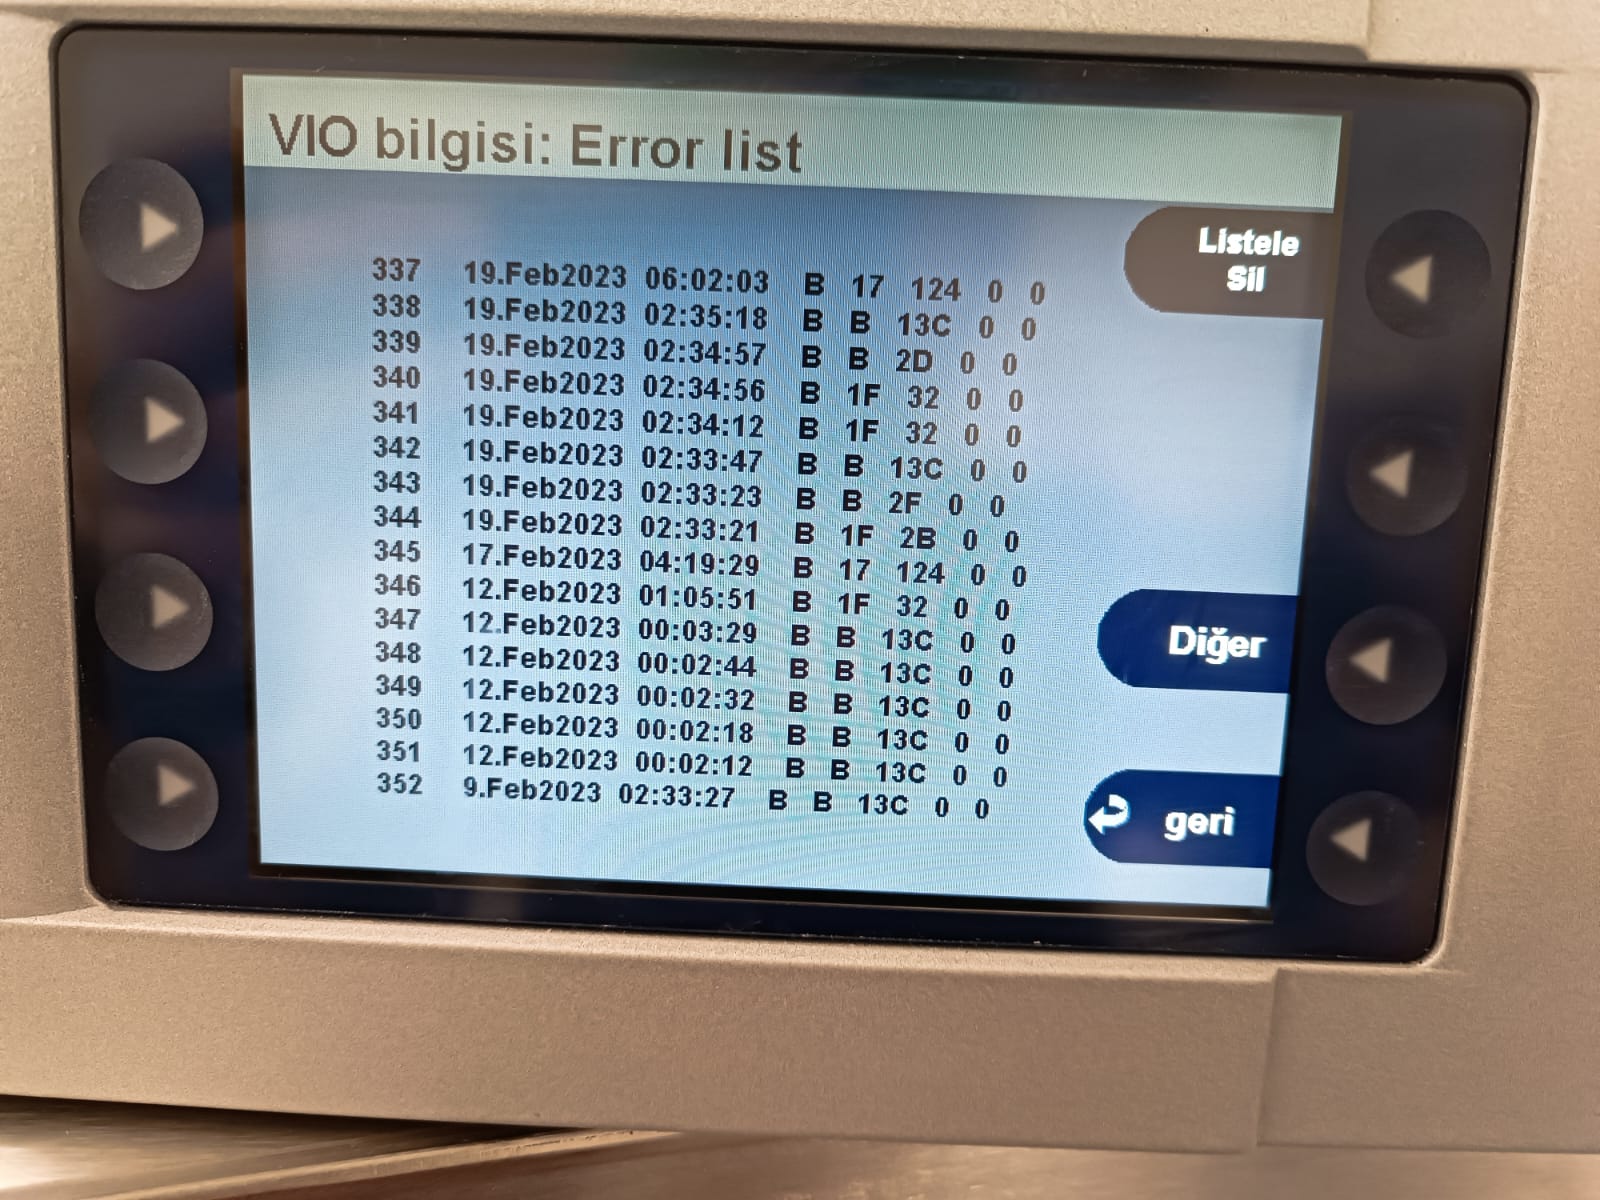 VIO bilgisi: Error list
Listele
Sil
337 19.Feb2023 06:02:03 B 17 124 0 0
338 19.Feb2023 02:35:18 B B 13C 0 0
339 19.Feb2023 02:34:57 B B 2D 0 0
340 19.Feb2023 02:34:56 B 1F 32 0 0
341 19.Feb2023 02:34:12 B 1F 32 0 0
342 19.Feb2023 02:33:47 B B 13C 0 0
343 19.Feb2023 02:33:23 B B 2F 0 0
344 19.Feb2023 02:33:21 B 1F 2B 0 0
345 17.Feb2023 04:19:29 B 17 124 0 0
346 12.Feb2023 01:05:51 B 1F 32 0 0
347 12.Feb2023 00:03:29 B B 13C 0 0
348 12.Feb2023 00:02:44 B B 13C 0 0
349 12.Feb2023 00:02:32 B B 13C 0 0
350 12.Feb2023 00:02:18 B B 13C 0 0
351 12.Feb2023 00:02:12 B B 13C 0 0
352 9.Feb2023 02:33:27 B B 13C 0 0
Diğer
geri